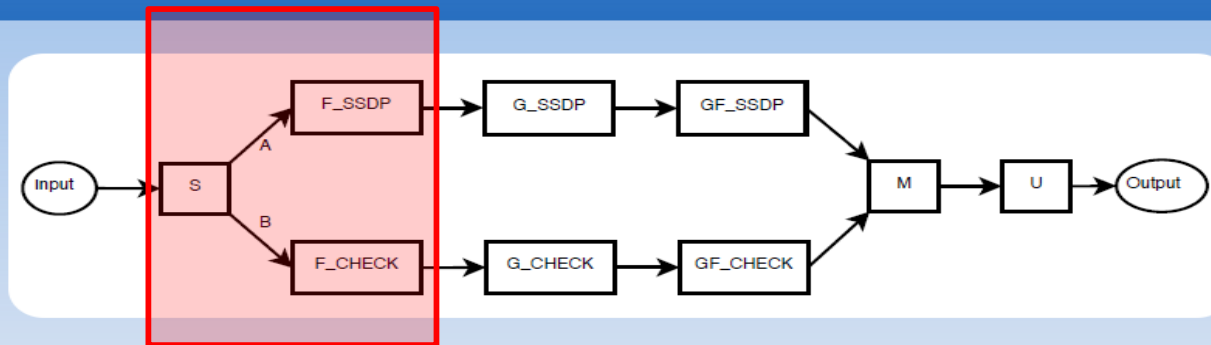 F_SSDP
G_SSDP
GF_SSDP
A
Input
S
M
U
Output
B
F_CHECK
G_CHECK
GF_CHECK